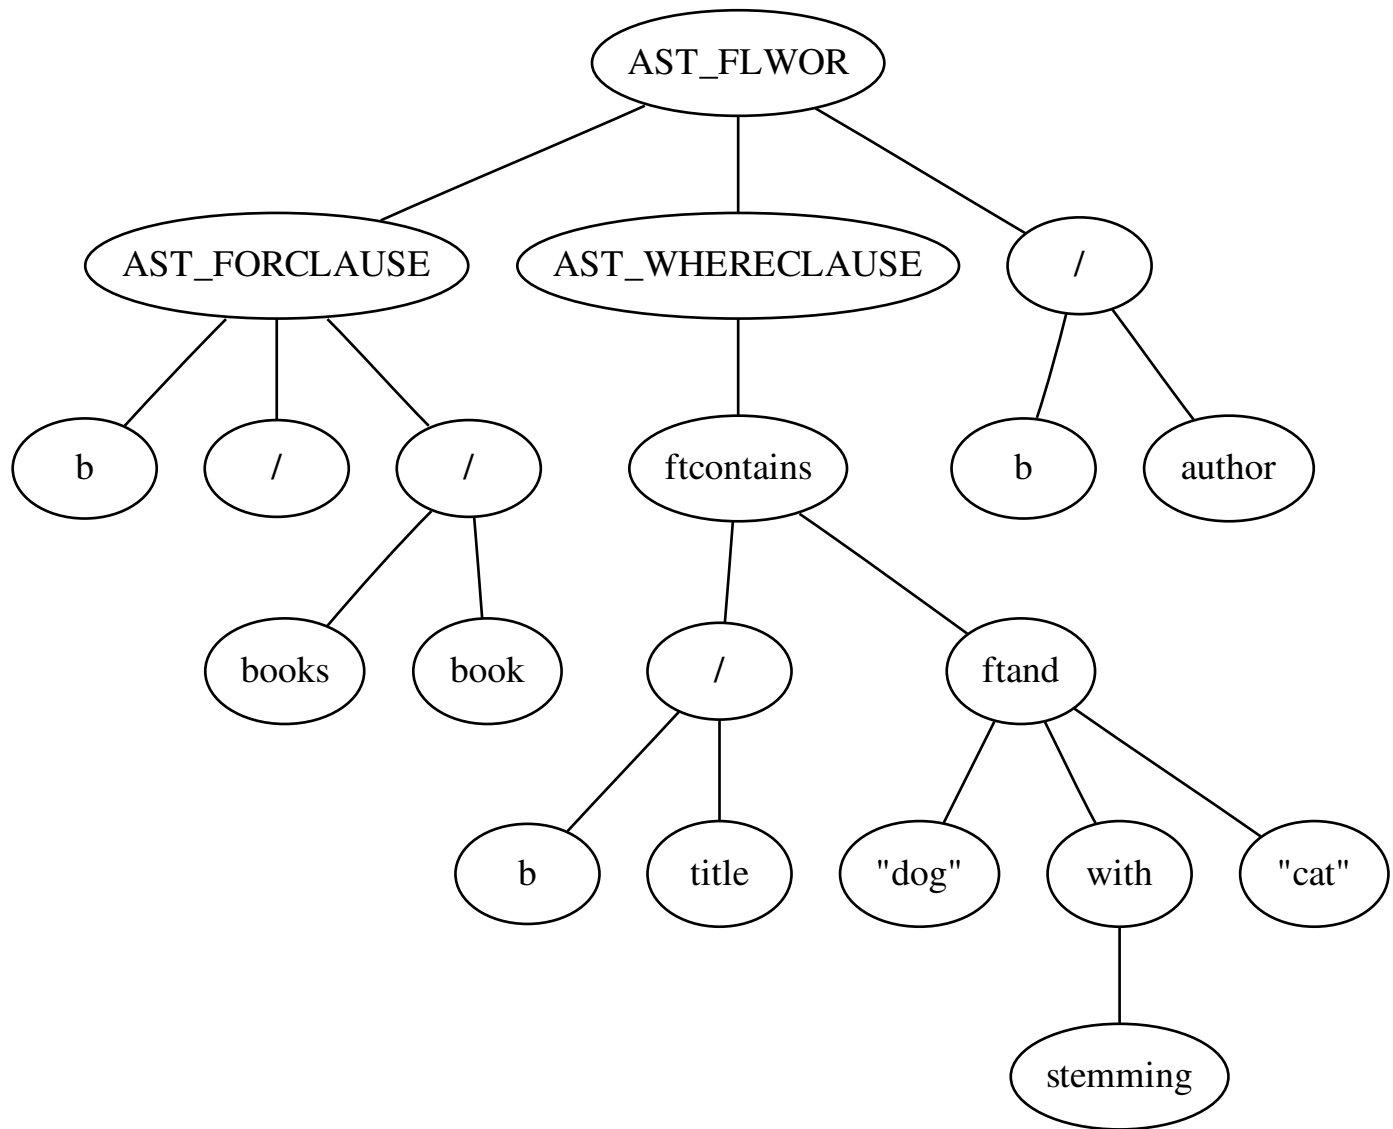 AST_FLWOR
AST_FORCLAUSE
AST_WHERECLAUSE
/
b
/
/
ftcontains
b
author
books
book
/
ftand
b
title
"dog"
with
"cat"
stemming